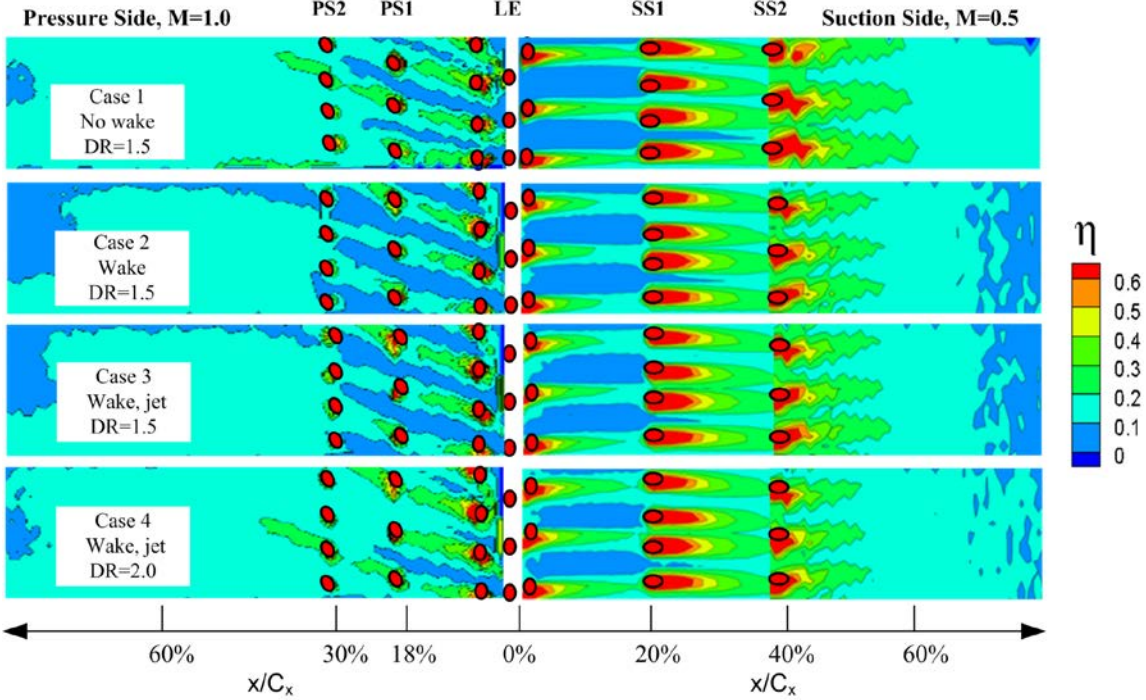 Pressure Side, M=1.0 PS2 PS1 LE SS1 SS2 Suction Side, M=0.5
Case 1
No wake
DR=1.5
Case 2
Wake
DR=1.5
Case 3
Wake, jet
DR=1.5
Case 4
Wake, jet
DR=2.0
η
0.6
0.5
0.4
0.3
0.2
0.1
0
60% 30% 18% 0% 20% 40% 60%
x/Cx x/Cx